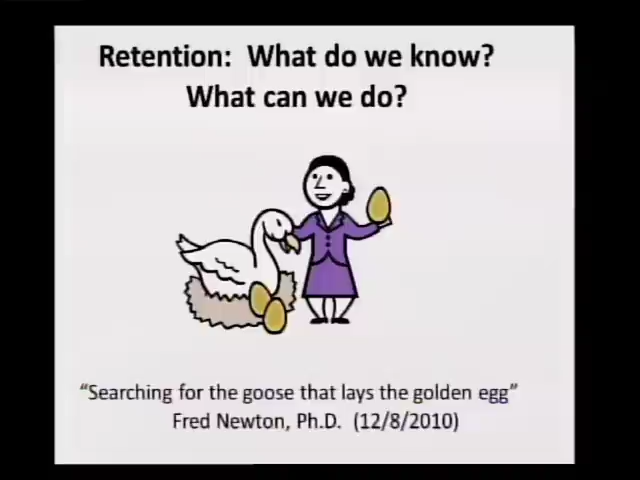 Retention: What do we know?
What can we do?
“Searching for the goose that lays the golden egg”
Fred Newton, Ph.D. (12/8/2010)